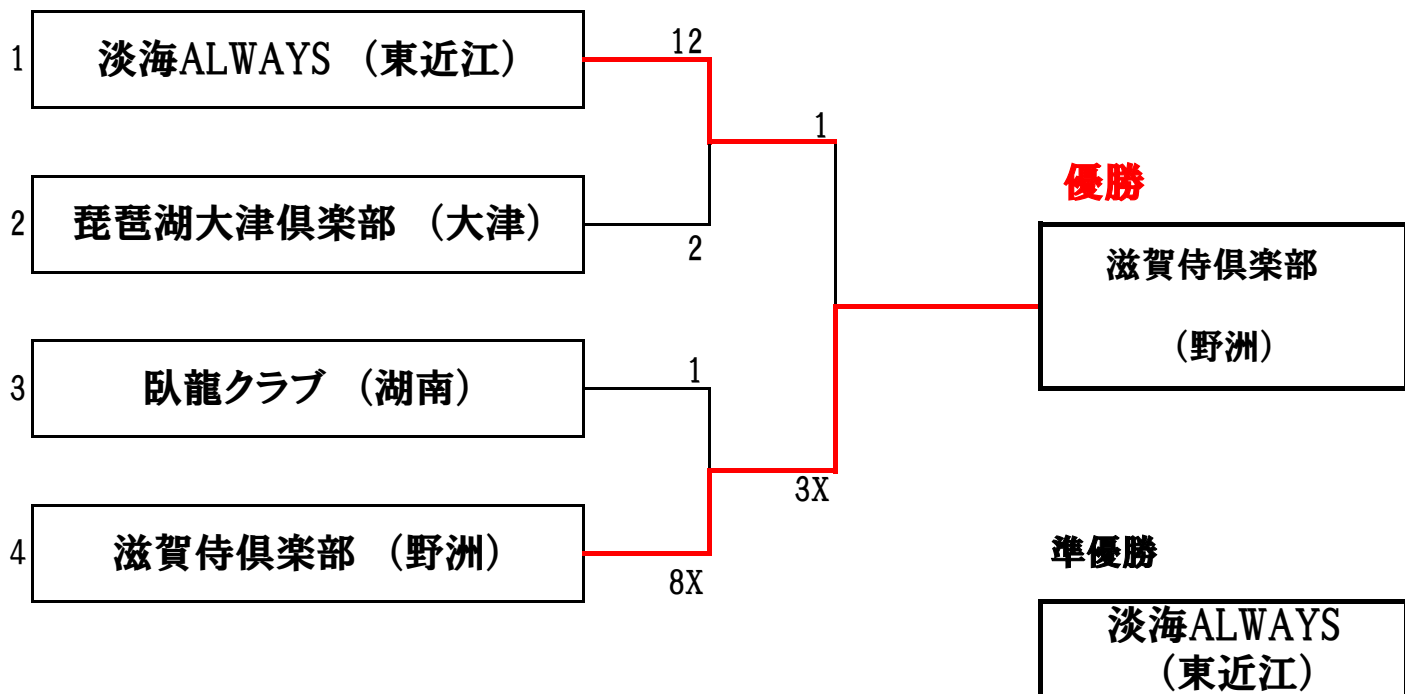 1
淡海ALWAYS (東近江)
12
1
2
琵琶湖大津倶楽部 (大津)
2
優勝
滋賀侍倶楽部
(野洲)
3
臥龍クラブ (湖南)
1
3X
4
滋賀侍倶楽部 (野洲)
8X
準優勝
淡海ALWAYS
(東近江)